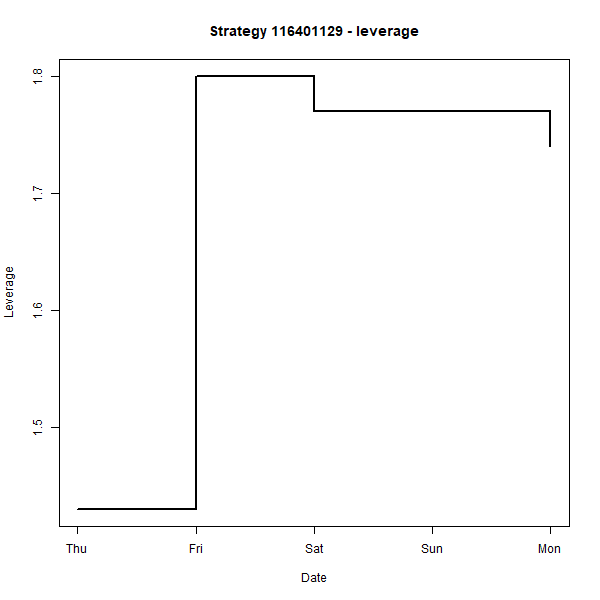 Strategy 116401129 - leverage
1.8
1.7
1.6
1.5
Leverage
Thu Fri Sat Sun Mon
Date